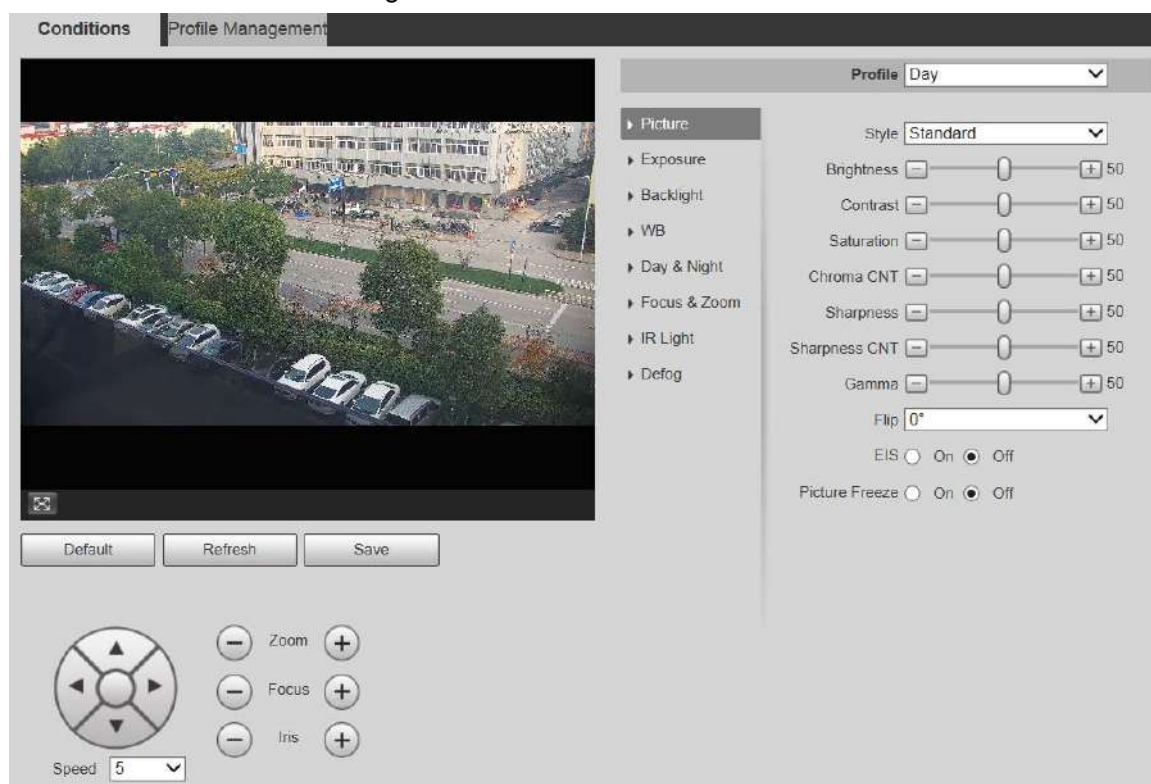 Conditions
Profile Management
Profile Day
Picture
Exposure
Backlight
WB
Day & Night
Focus & Zoom
IR Light
Defog
Style Standard
Brightness 50
Contrast 50
Saturation 50
Chroma CNT 50
Sharpness 50
Sharpness CNT 50
Gamma 50
Flip 0°
EIS On Off
Picture Freeze On Off
Default Refresh Save
Zoom
Focus
Iris
Speed 5